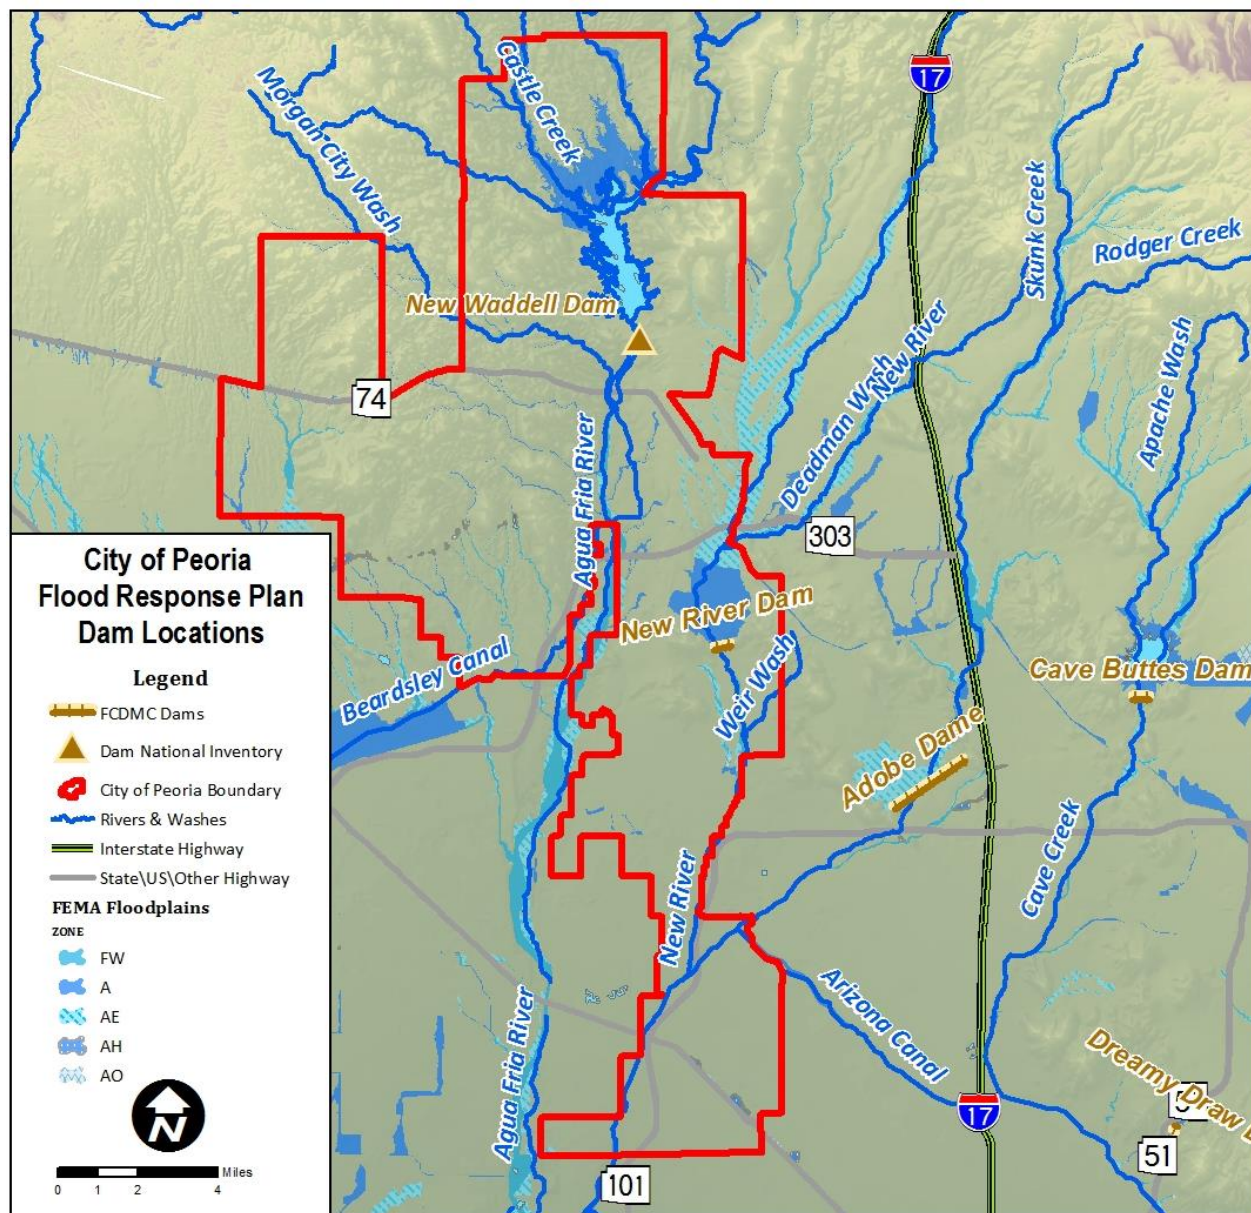 17
Castle Creek
Morgan City Wash
Skunk Creek
Rodger Creek
New Waddell Dam
New River
Apache Wash
74
Deadman Wash
Agua Fria River
303
New River Dam
Beardsley Canal
Weir Wash
Cave Buttes Dam
Adobe Dame
Cave Creek
New River
Arizona Canal
Agua Fria River
Dreamy Draw
17
51
101
City of Peoria
Flood Response Plan
Dam Locations
Legend
FCDMC Dams
Dam National Inventory
City of Peoria Boundary
Rivers & Washes
Interstate Highway
State\US\Other Highway
FEMA Floodplains
ZONE
FW
A
AE
AH
AO
N
Miles
0 1 2 4